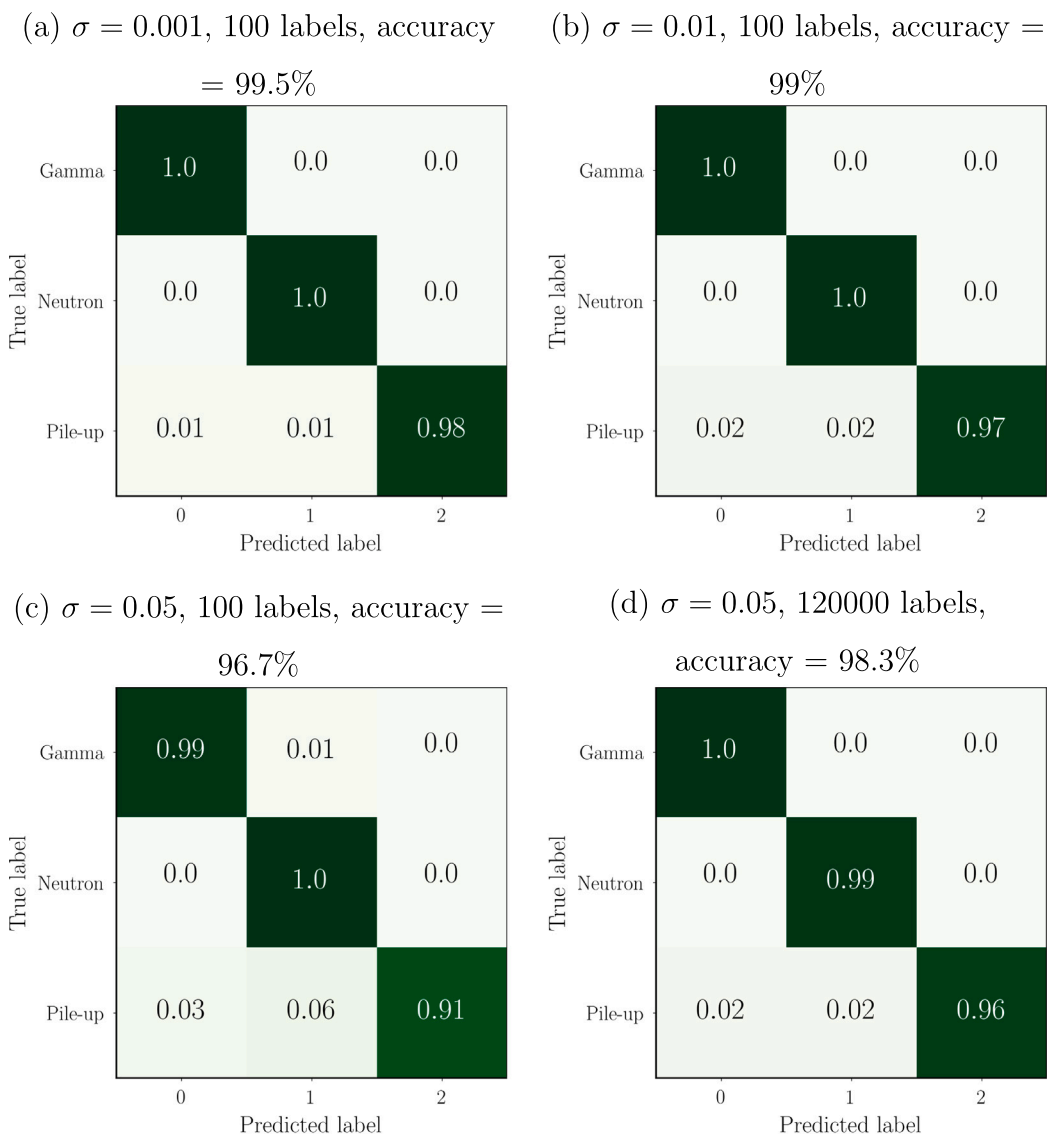 (a) σ = 0.001, 100 labels, accuracy
= 99.5%
Gamma 1.0 0.0 0.0
Neutron 0.0 1.0 0.0
Pile-up 0.01 0.01 0.98
True label
0 1 2
Predicted label
(b) σ = 0.01, 100 labels, accuracy =
99%
Gamma 1.0 0.0 0.0
Neutron 0.0 1.0 0.0
Pile-up 0.02 0.02 0.97
True label
0 1 2
Predicted label
(c) σ = 0.05, 100 labels, accuracy =
96.7%
Gamma 0.99 0.01 0.0
Neutron 0.0 1.0 0.0
Pile-up 0.03 0.06 0.91
True label
0 1 2
Predicted label
(d) σ = 0.05, 120000 labels,
accuracy = 98.3%
Gamma 1.0 0.0 0.0
Neutron 0.0 0.99 0.0
Pile-up 0.02 0.02 0.96
True label
0 1 2
Predicted label